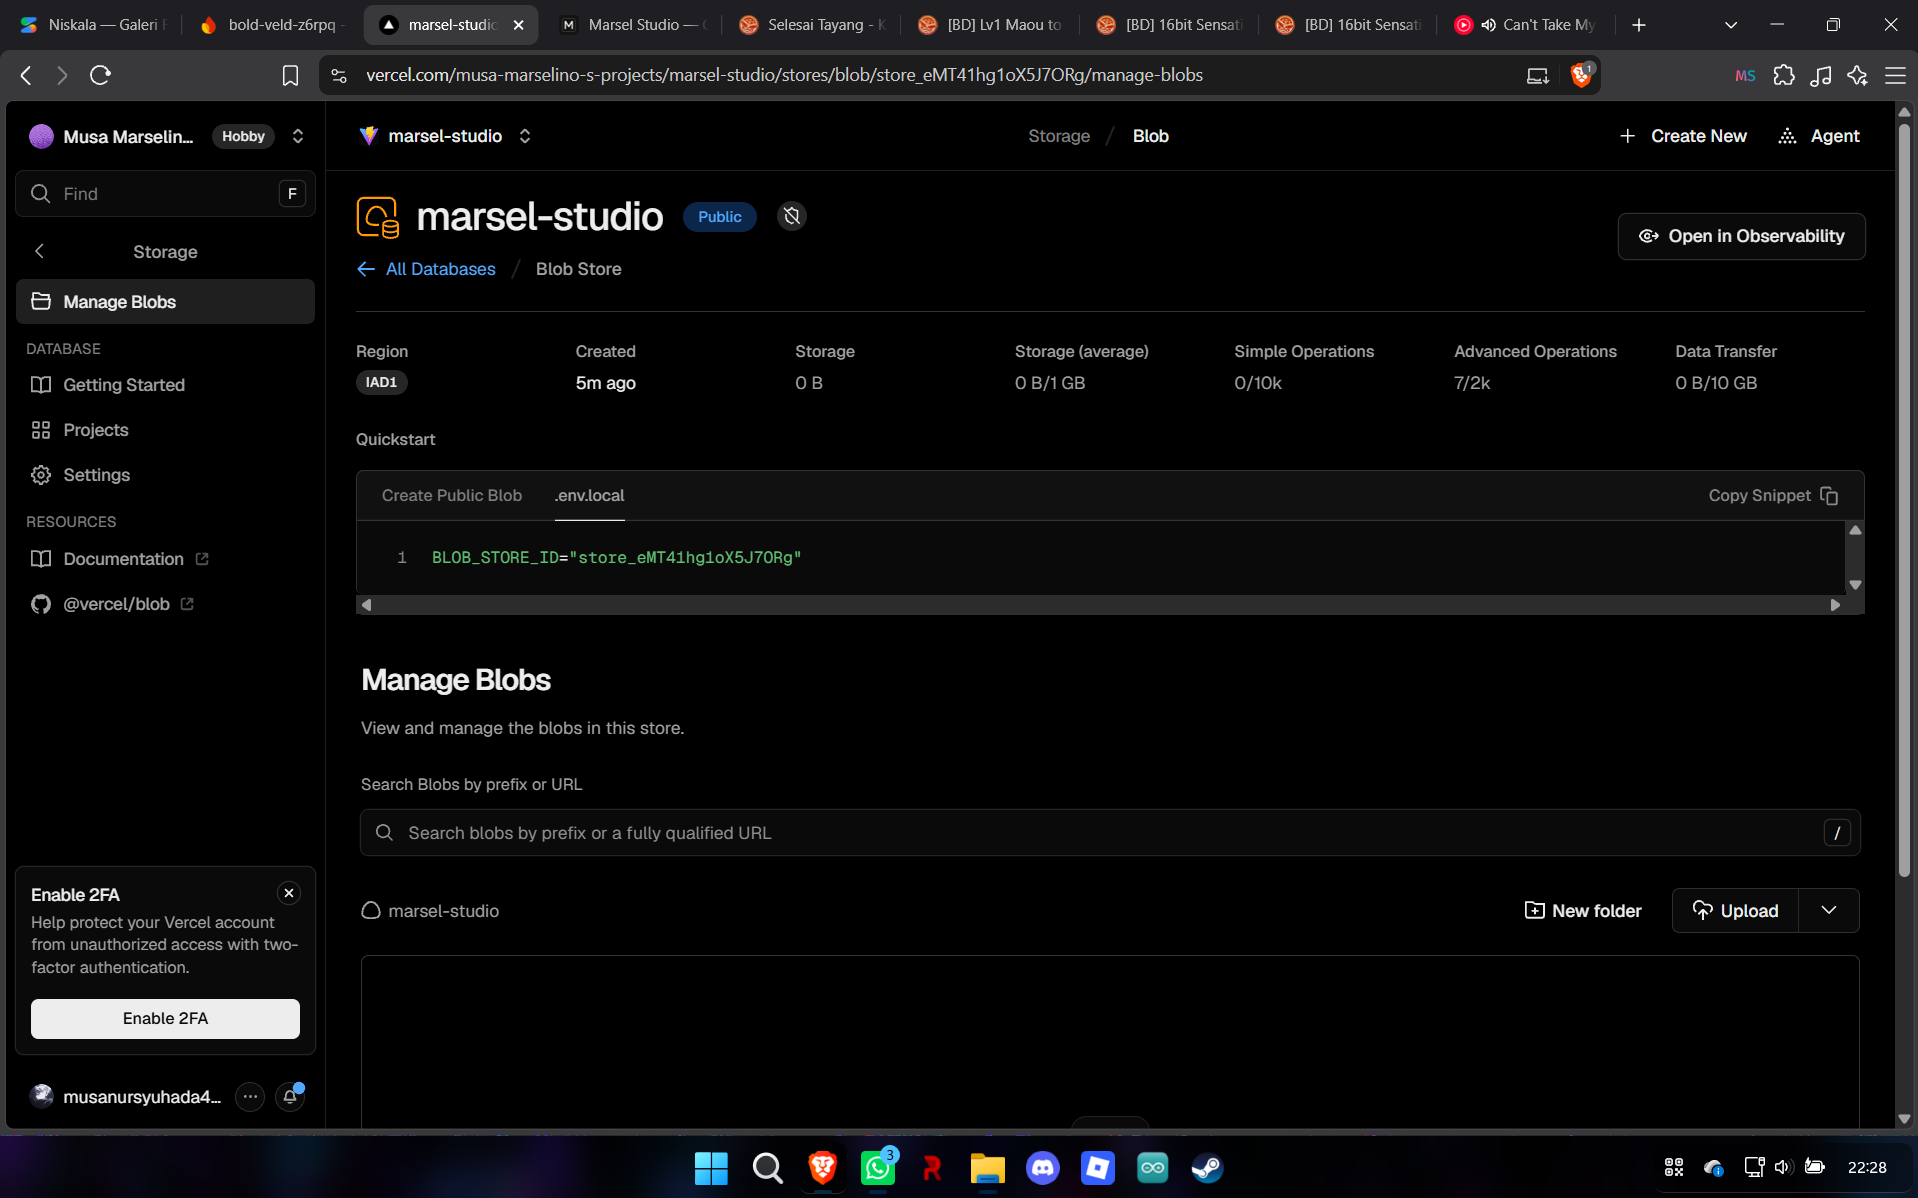 Niskala — Galeri F
bold-veld-z6rpq -
marsel-studio
Marsel Studio — C
Selesai Tayang - K
[BD] Lv1 Maou to
[BD] 16bit Sensati
[BD] 16bit Sensati
Can't Take My
vercel.com/musa-marselino-s-projects/marsel-studio/stores/blob/store_eMT41hg1oX5J7ORg/manage-blobs
1
MS
Musa Marselin...
Hobby
marsel-studio
Storage / Blob
Create New
Agent
Find
F
Storage
Manage Blobs
DATABASE
Getting Started
Projects
Settings
RESOURCES
Documentation
@vercel/blob
marsel-studio
Public
Open in Observability
All Databases / Blob Store
Region
IAD1
Created
5m ago
Storage
0 B
Storage (average)
0 B/1 GB
Simple Operations
0/10k
Advanced Operations
7/2k
Data Transfer
0 B/10 GB
Quickstart
Create Public Blob
.env.local
Copy Snippet
1 BLOB_STORE_ID="store_eMT41hg1oX5J7ORg"
Manage Blobs
View and manage the blobs in this store.
Search Blobs by prefix or URL
Search blobs by prefix or a fully qualified URL
/
marsel-studio
New folder
Upload
Enable 2FA
Help protect your Vercel account
from unauthorized access with two-
factor authentication.
Enable 2FA
musanursyuhada4...
3
22:28